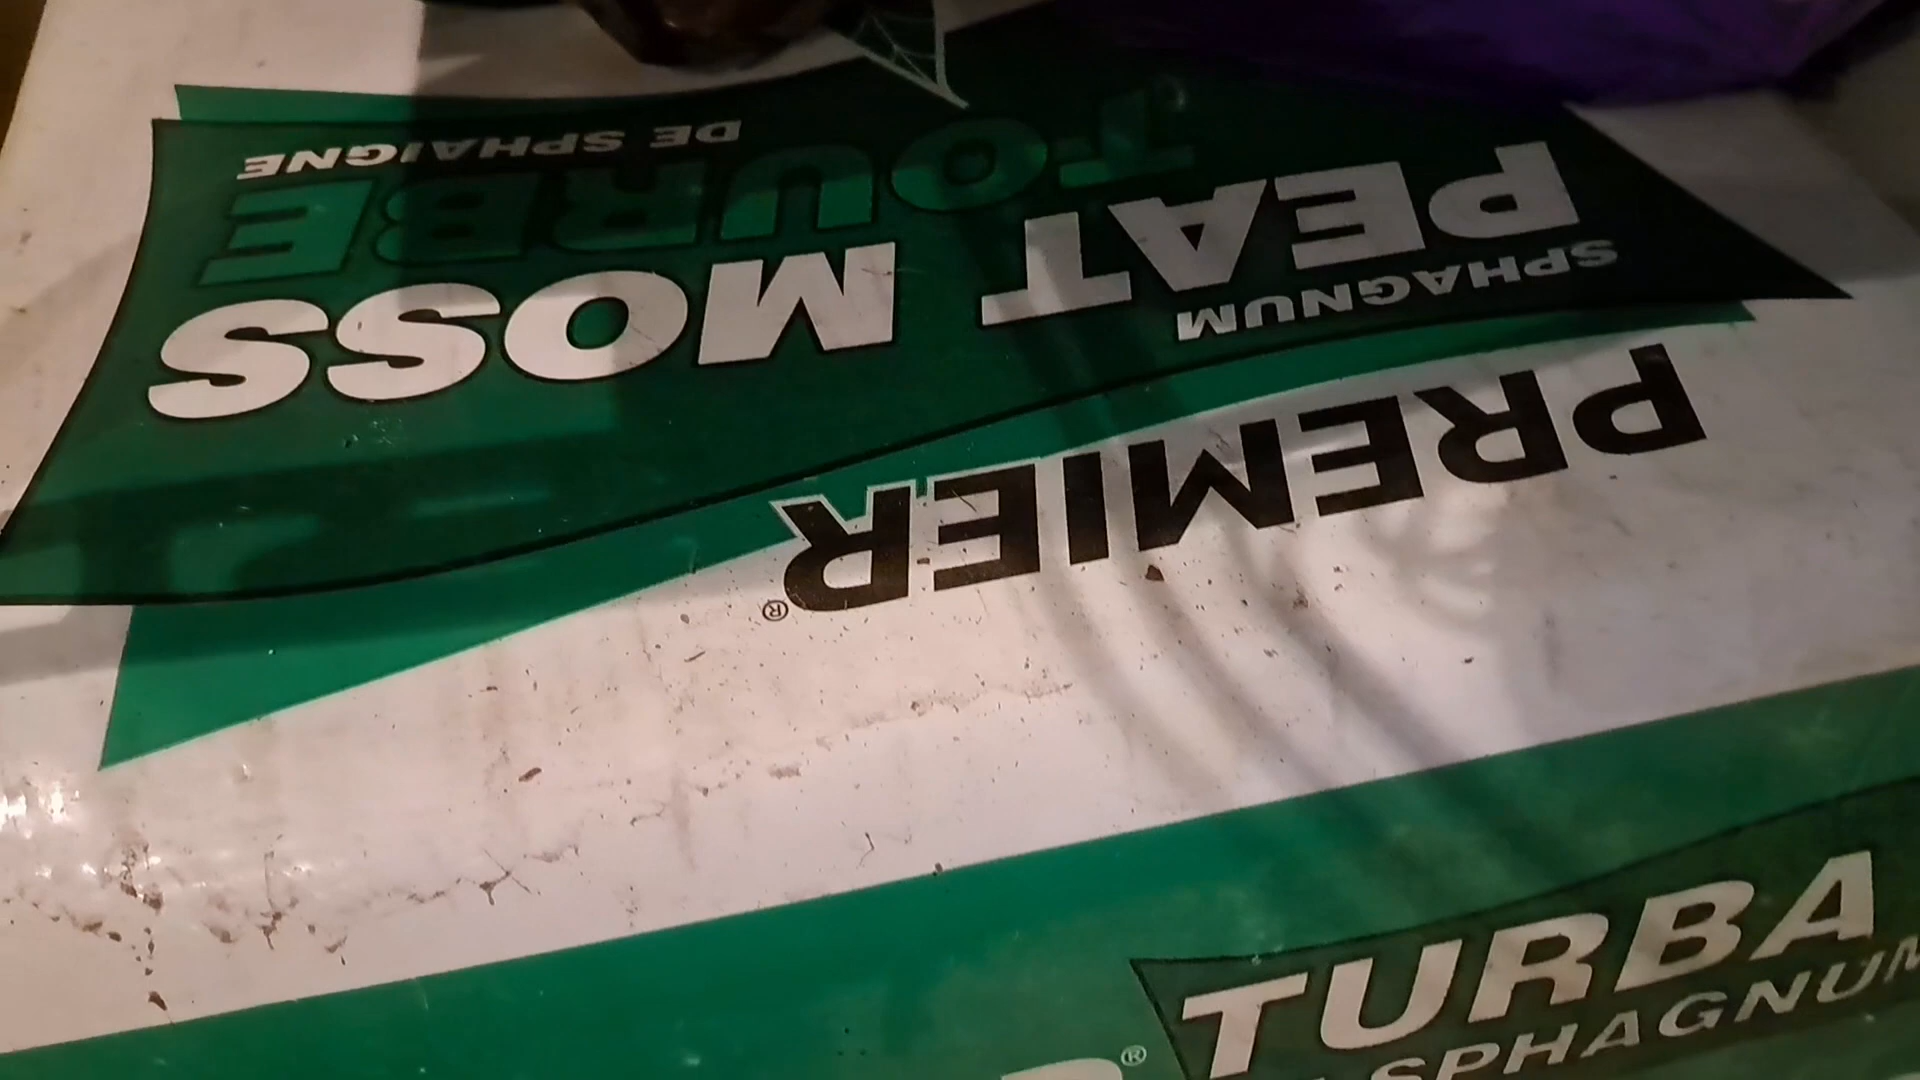 PREMIER®
SPHAGNUM
PEAT MOSS
TOURBE
DE SPHAIGNE
®
TURBA
SPHAGNUM